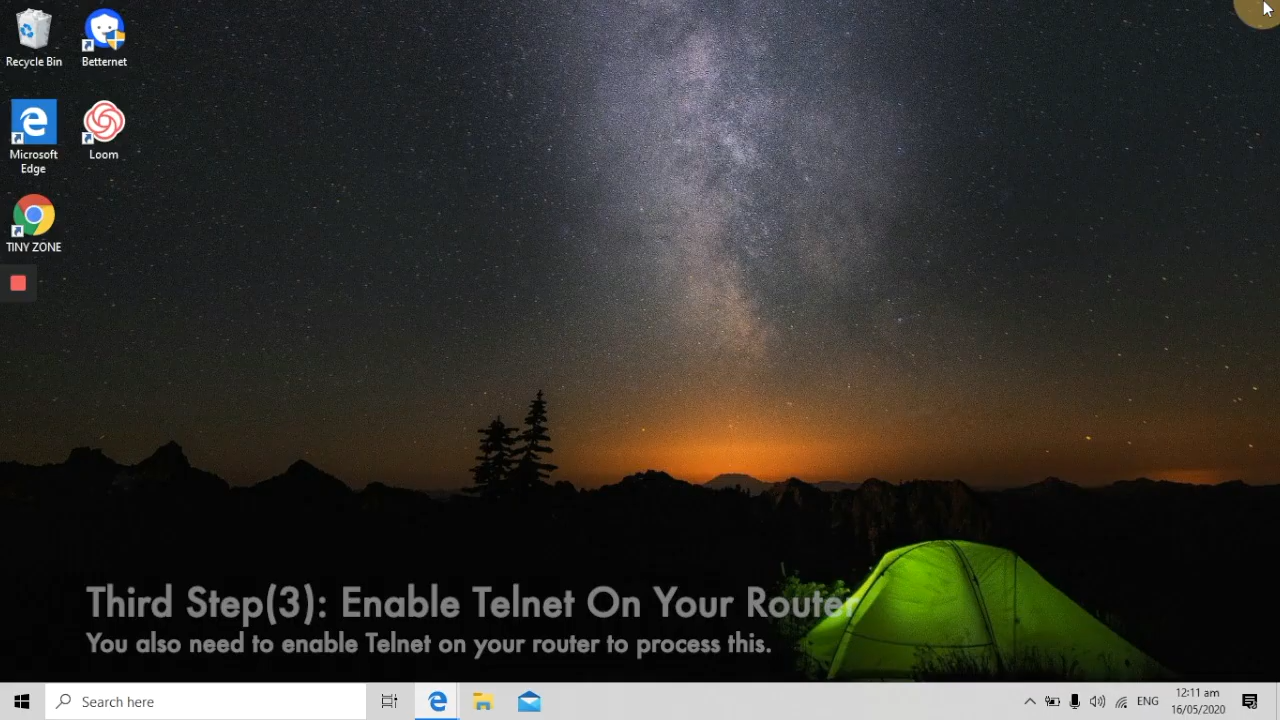 Recycle Bin
Betternet
Microsoft
Edge
Loom
TINY ZONE
Third Step(3): Enable Telnet On Your Router
You also need to enable Telnet on your router to process this.
Search here
ENG
12:11 am
16/05/2020